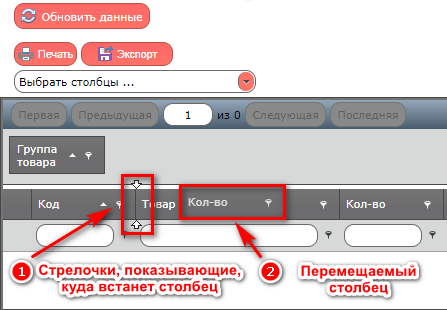 Обновить данные
Печать Экспорт
Выбрать столбцы ...
Первая Предыдущая 1 из 0 Следующая Последняя
Группа
товара
Код Товар Кол-во Кол-во
1 Стрелочки, показывающие,
куда встанет столбец
2 Перемещаемый
столбец